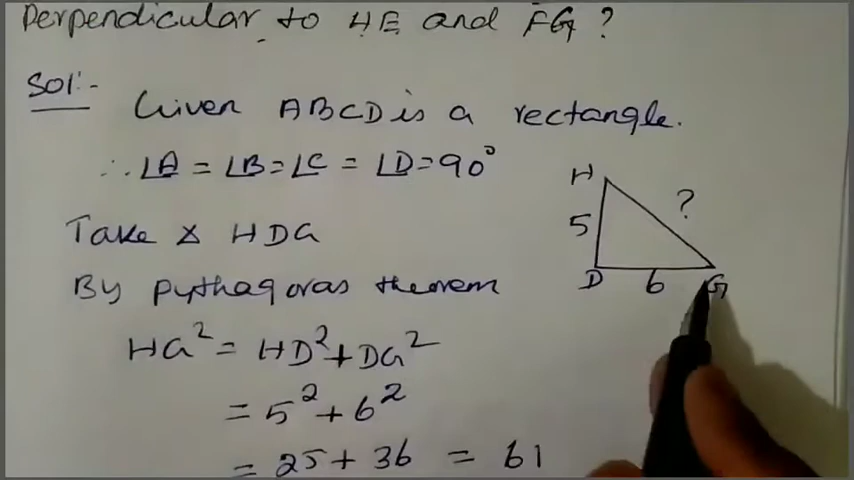 Perpendicular to HE and FG ?
Sol:-
Given ABCD is a rectangle.
∴ ∠A = ∠B = ∠C = ∠D = 90°
Take Δ HDG
By pythagoras theorem
HG² = HD² + DG²
= 5² + 6²
= 25 + 36 = 61
H
5
?
D
6
G